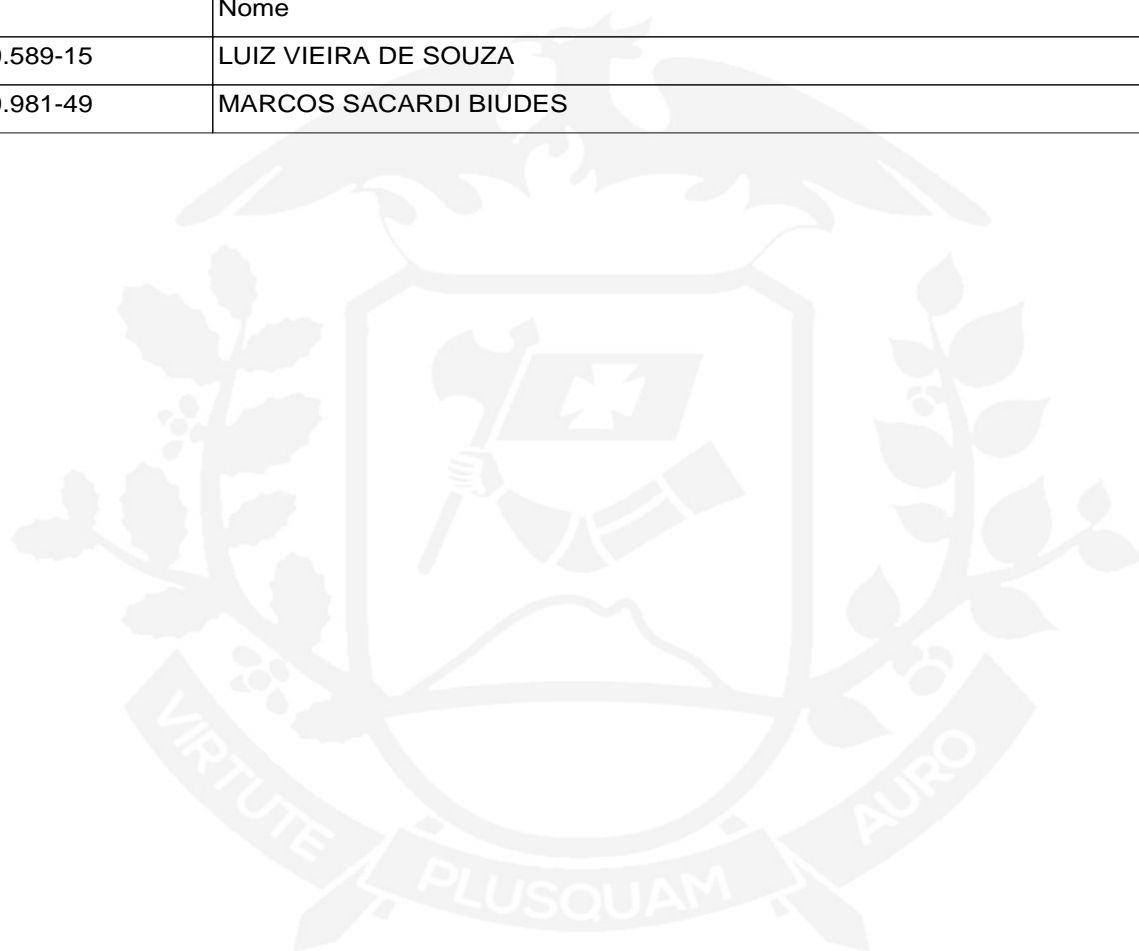 Nome
.589-15 LUIZ VIEIRA DE SOUZA
.981-49 MARCOS SACARDI BIUDES
VIRTUTE PLUSQUAM AURO